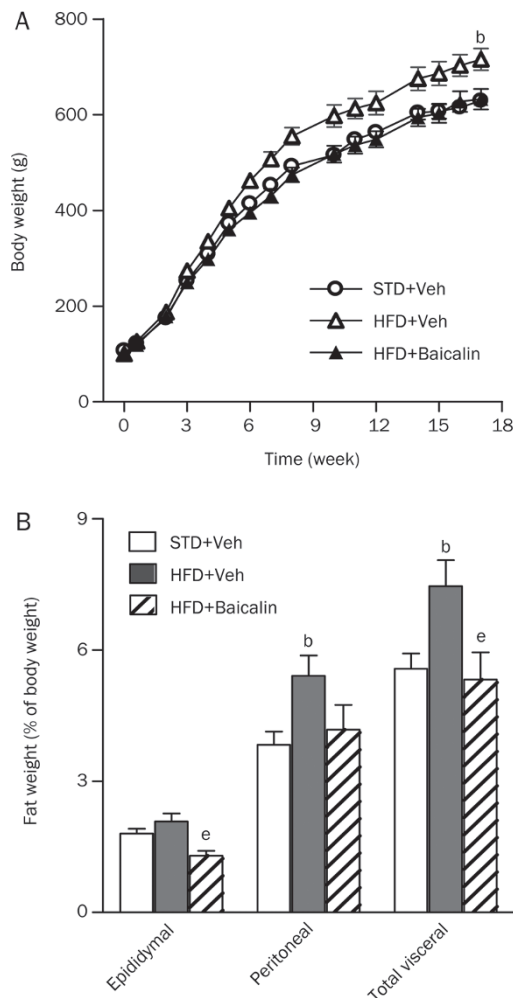 A
800
600
400
200
0
Body weight (g)
b
STD+Veh
HFD+Veh
HFD+Baicalin
0 3 6 9 12 15 18
Time (week)
B
9
6
3
0
Fat weight (% of body weight)
STD+Veh
HFD+Veh
HFD+Baicalin
e
b
b
e
Epididymal
Peritoneal
Total visceral